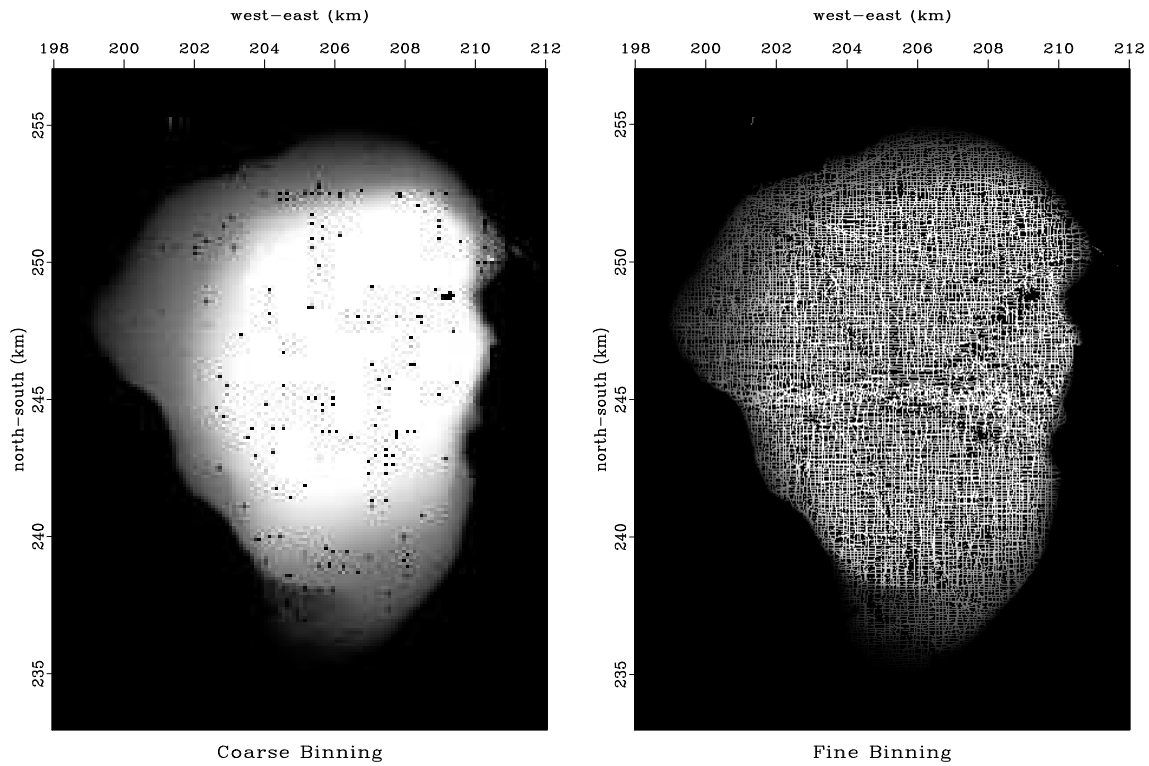 west-east (km)
198 200 202 204 206 208 210 212
north-south (km)
255
250
245
240
235
Coarse Binning
west-east (km)
198 200 202 204 206 208 210 212
north-south (km)
255
250
245
240
235
Fine Binning